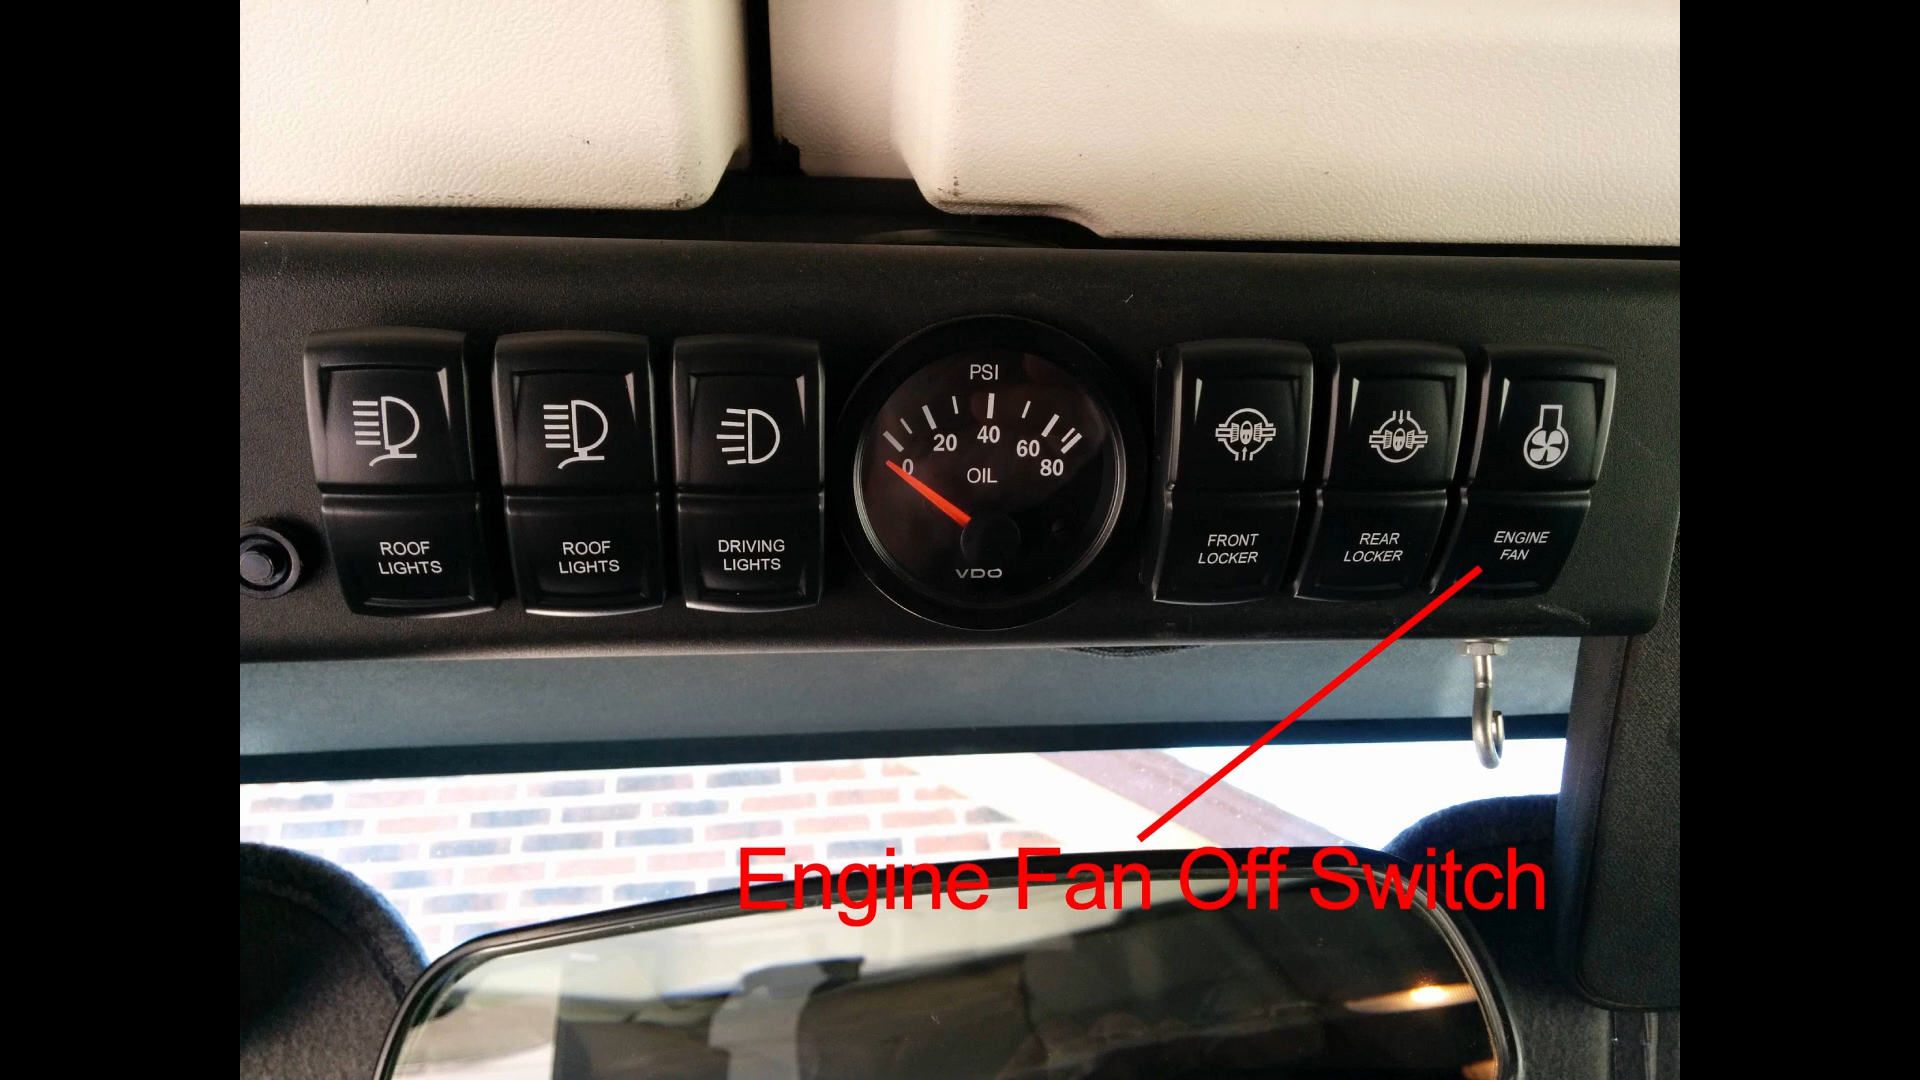 ROOF
LIGHTS
ROOF
LIGHTS
DRIVING
LIGHTS
PSI
0
20
40
60
80
OIL
VDO
FRONT
LOCKER
REAR
LOCKER
ENGINE
FAN
Engine Fan Off Switch